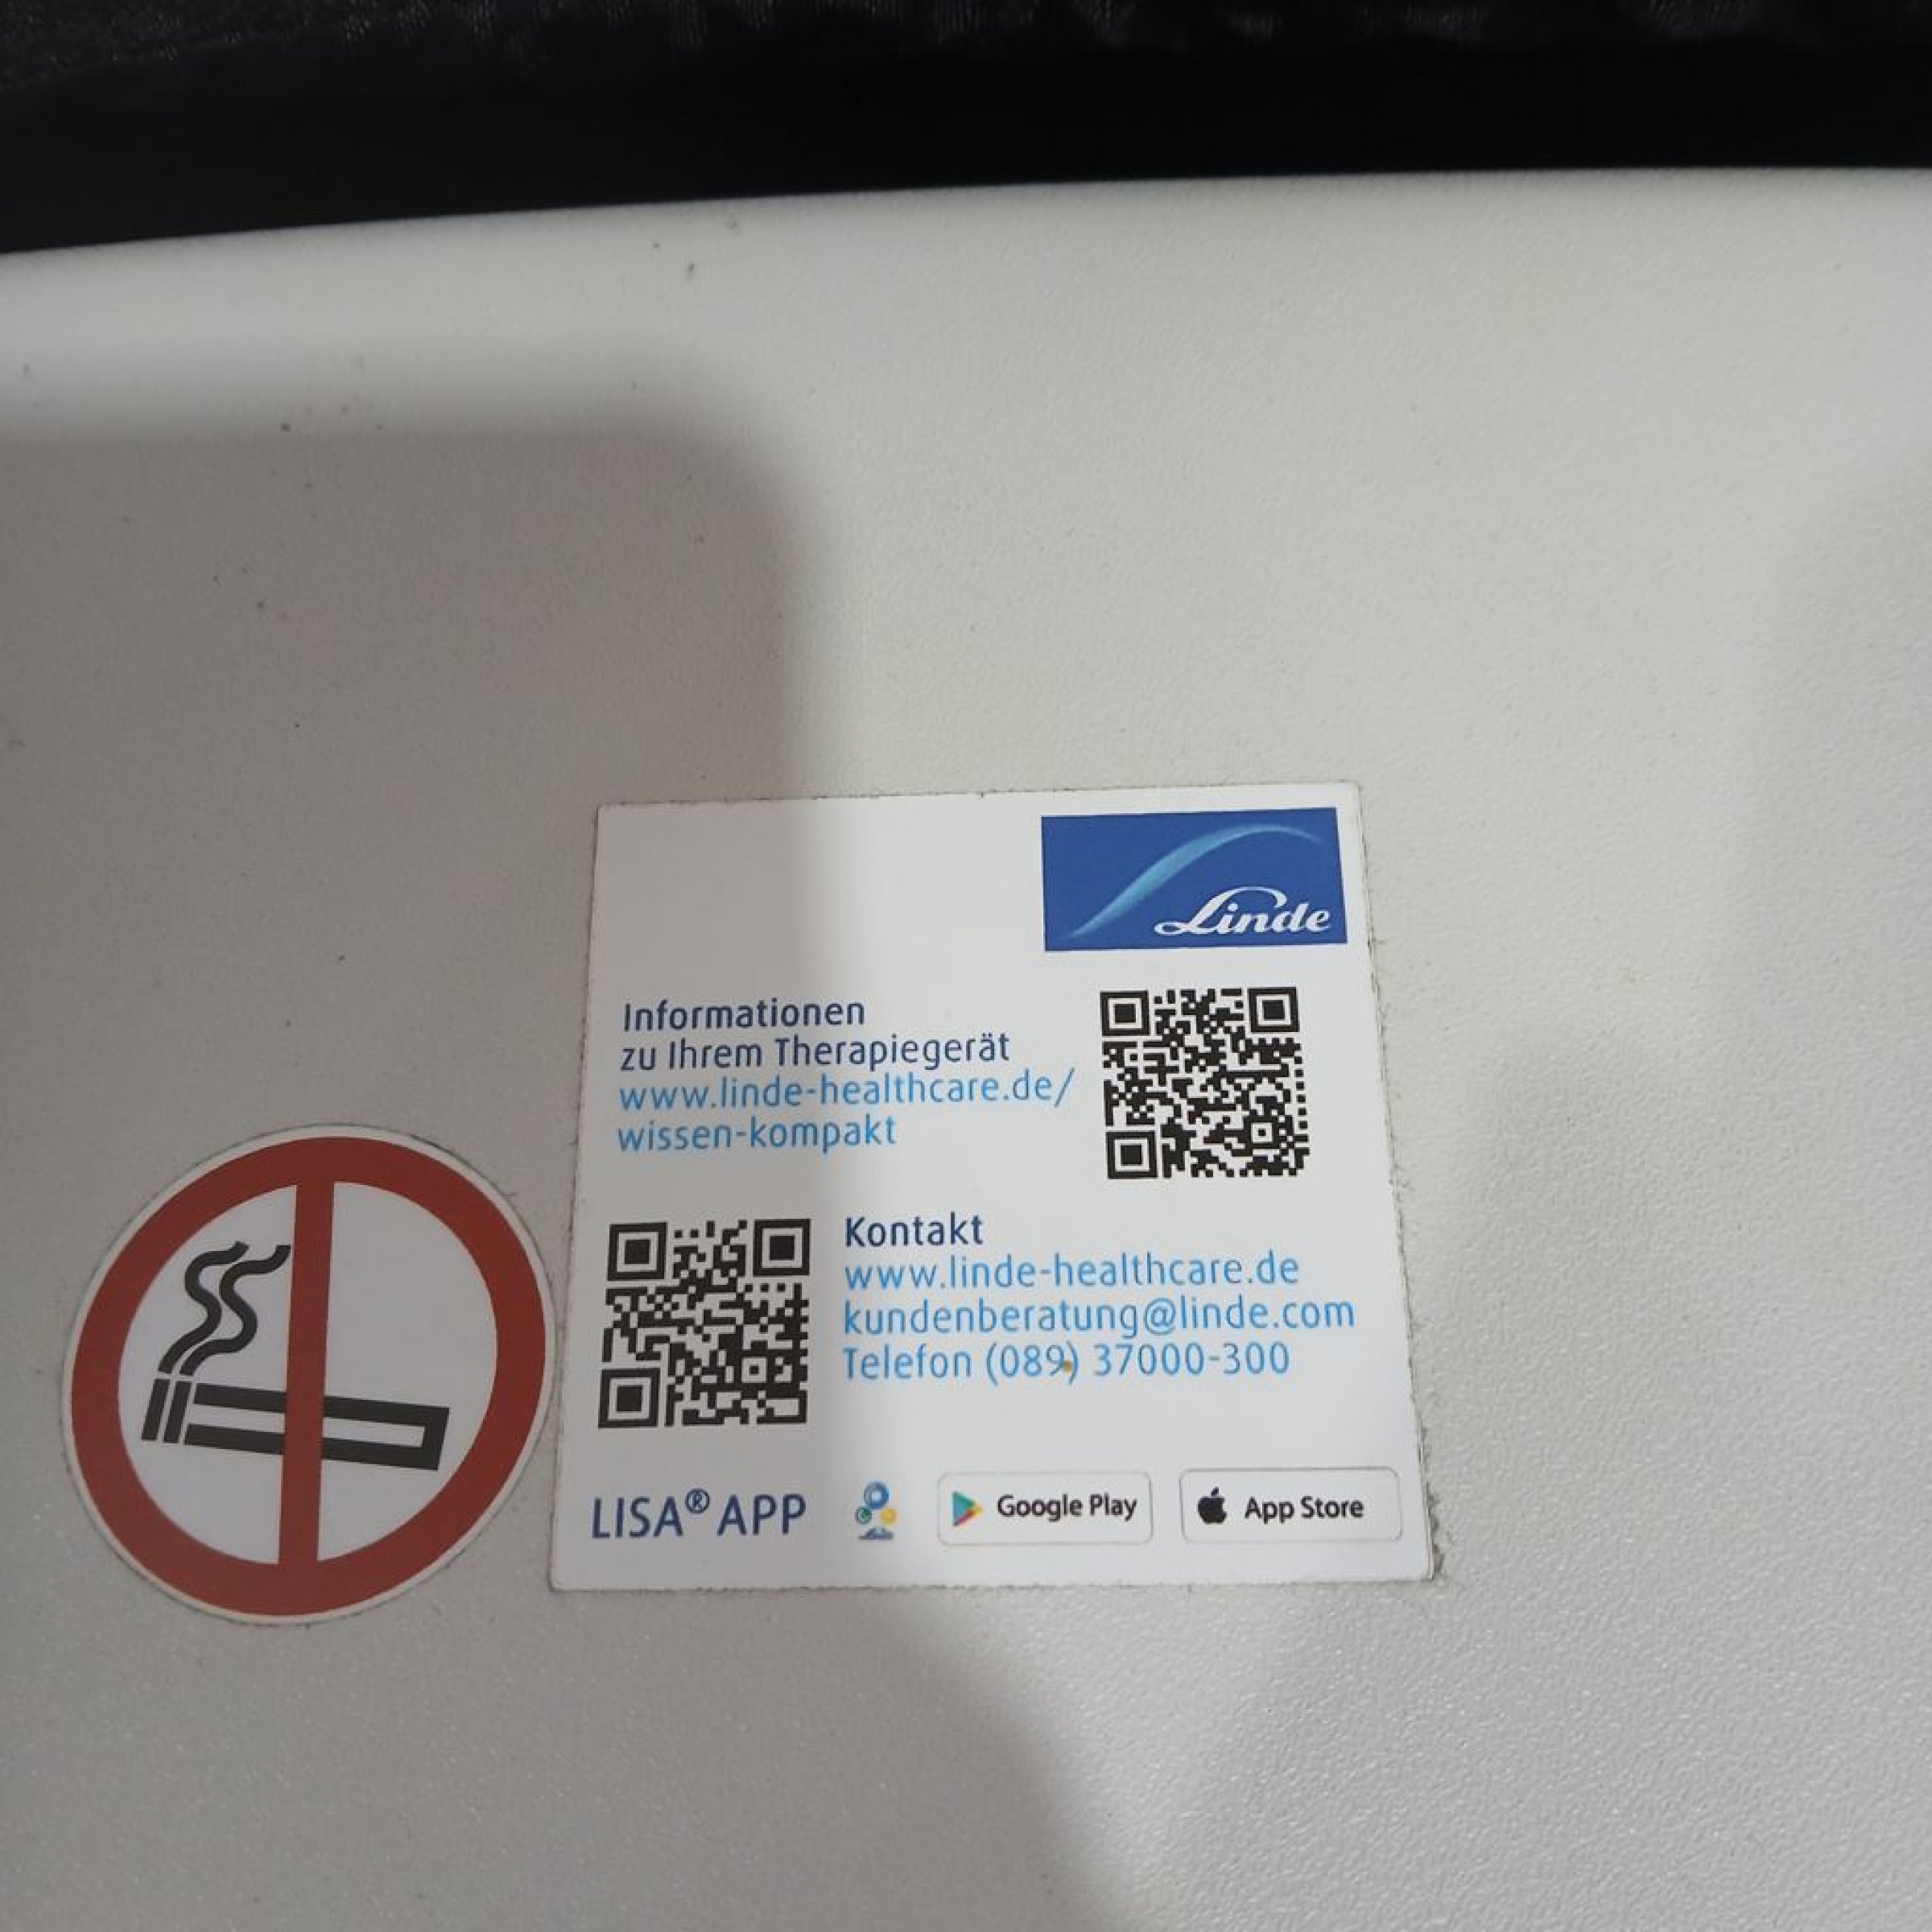 Linde
Informationen
zu Ihrem Therapiegerät
www.linde-healthcare.de/
wissen-kompakt
Kontakt
www.linde-healthcare.de
kundenberatung@linde.com
Telefon (089) 37000-300
LISA® APP
Linde
Google Play
App Store